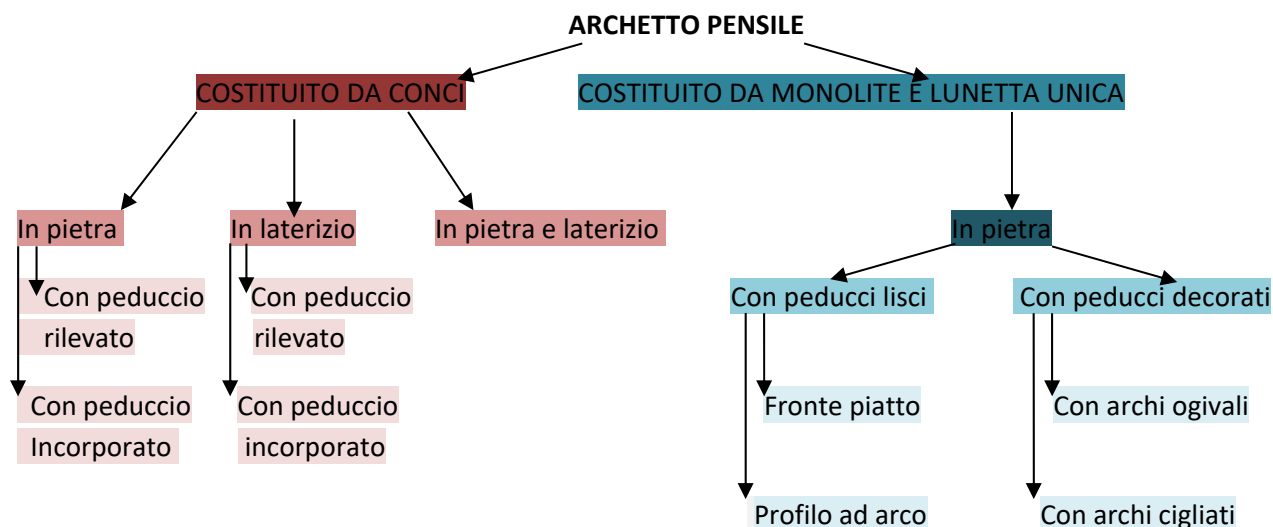 ARCHETTO PENSILE
COSTITUITO DA CONCI
COSTITUITO DA MONOLITE E LUNETTA UNICA
In pietra
In laterizio
In pietra e laterizio
In pietra
Con peduccio
rilevato
Con peduccio
rilevato
Con peducci lisci
Con peducci decorati
Con peduccio
Incorporato
Con peduccio
incorporato
Fronte piatto
Con archi ogivali
Profilo ad arco
Con archi cigliati